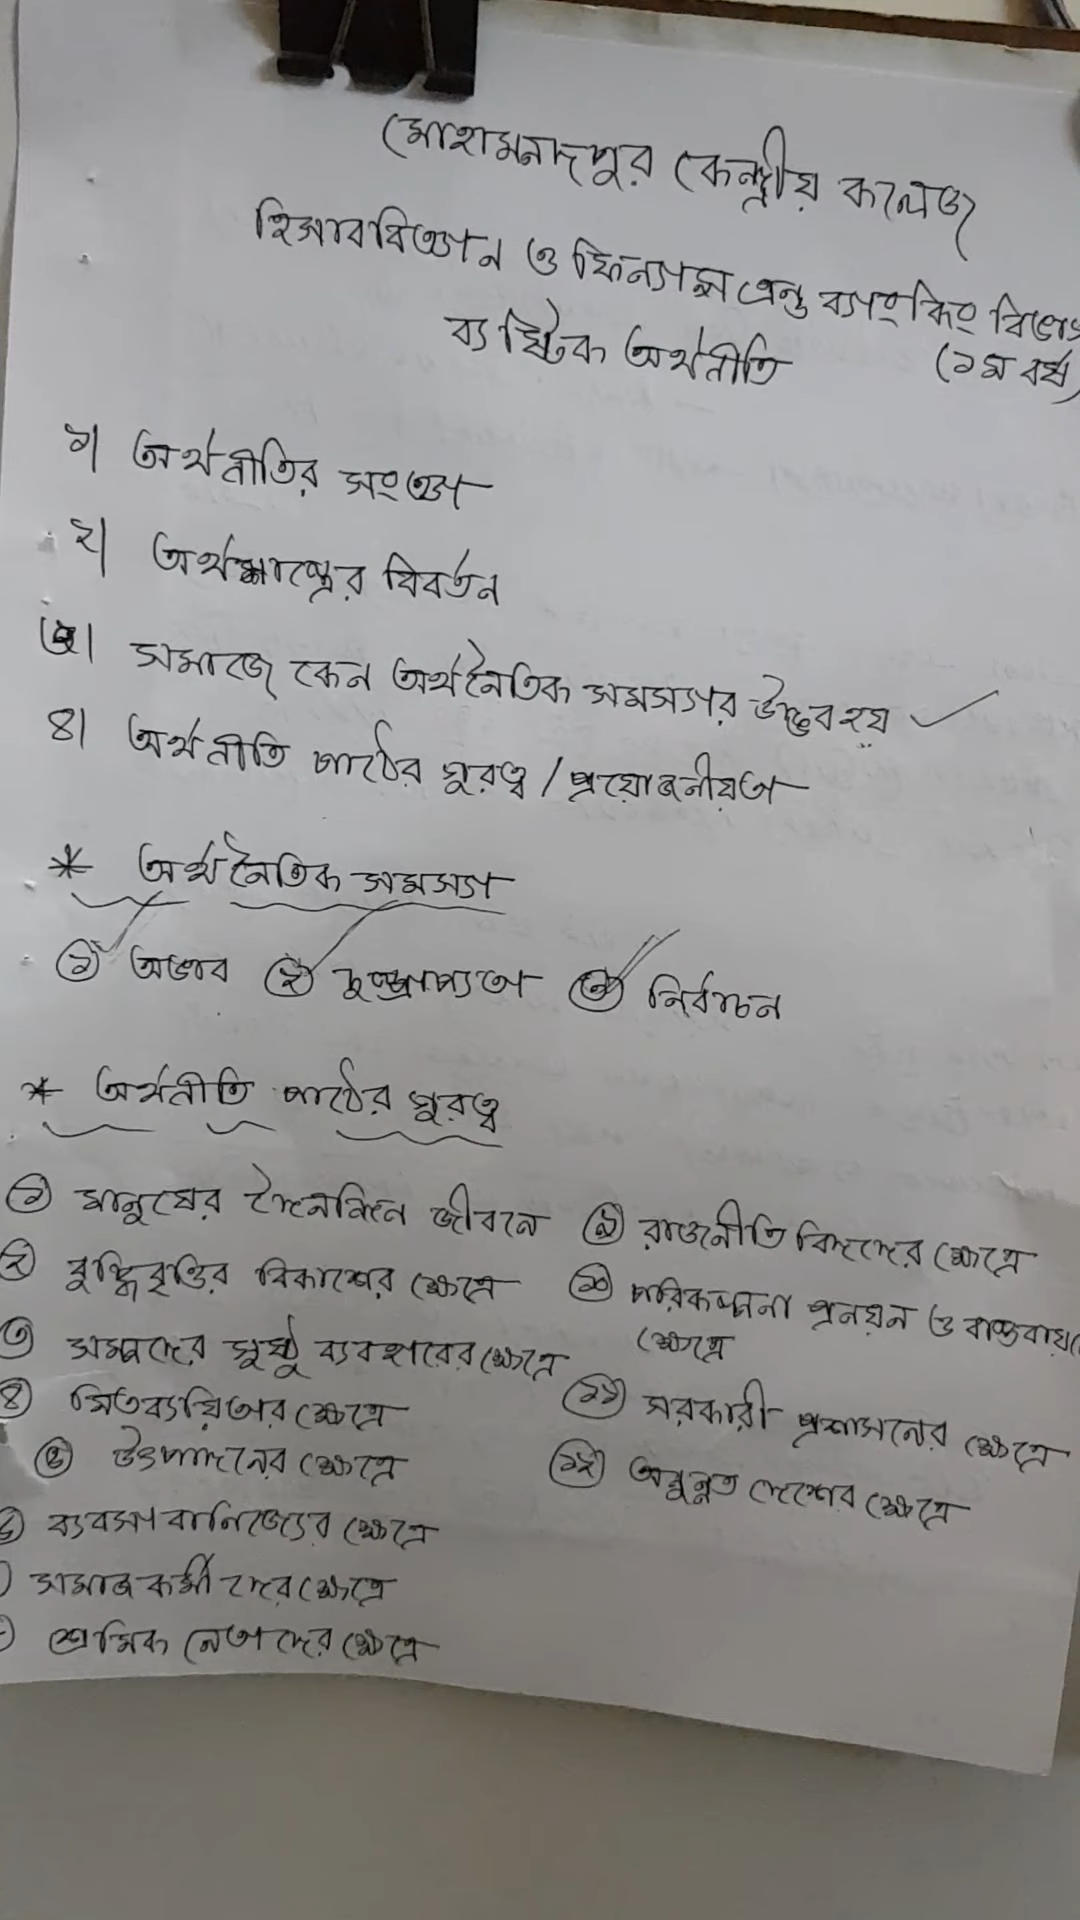 মোহাম্মদপুর কেন্দ্রীয় কলেজ
হিসাববিজ্ঞান ও ফিন্যান্স এন্ড ব্যাংকিং বিভাগ
ব্যষ্টিক অর্থনীতি (১ম বর্ষ)
১। অর্থনীতির সংজ্ঞা
২। অর্থশাস্ত্রের বিবর্তন
৩। সমাজে কেন অর্থনৈতিক সমস্যার উদ্ভব হয়
৪। অর্থনীতি পাঠের গুরত্ব / প্রয়োজনীয়তা
* অর্থনৈতিক সমস্যা
১ অভাব ২ দুষ্প্রাপ্যতা ৩ নির্বাচন
* অর্থনীতি পাঠের গুরত্ব
১ মানুষের দৈনন্দিন জীবনে
২ বুদ্ধিবৃত্তির বিকাশের ক্ষেত্রে
৩ সম্পদের সুষ্ঠু ব্যবহারের ক্ষেত্রে
৪ মিতব্যয়িতার ক্ষেত্রে
৫ উৎপাদনের ক্ষেত্রে
৬ ব্যবসা বানিজ্যের ক্ষেত্রে
সমাজকর্মী দের ক্ষেত্রে
শ্রমিক নেতাদের ক্ষেত্রে
৯ রাজনীতি বিদদের ক্ষেত্রে
১০ পরিকল্পনা প্রনয়ন ও বাস্তবায়নে
ক্ষেত্রে
১১ সরকারী প্রশাসনের ক্ষেত্রে
১২ অনুন্নত দেশের ক্ষেত্রে